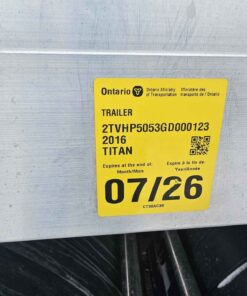 Ontario
Ontario Ministry of Transportation
Ministère des transports de l'Ontario
TRAILER
2TVHP5053GD000123
2016
TITAN
Expires at the end of: Month/Mois
Expire à la fin de: Year/Année
07/26